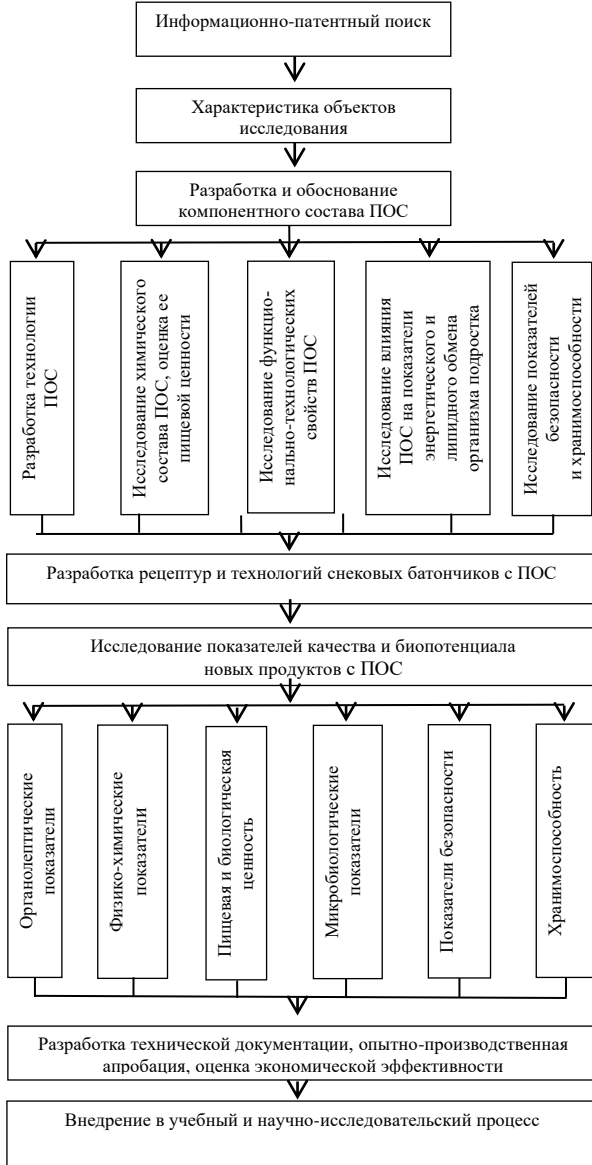 Информационно-патентный поиск
Характеристика объектов
исследования
Разработка и обоснование
компонентного состава ПОС
Разработка технологии
ПОС
Исследование химического
состава ПОС, оценка ее
пищевой ценности
Исследование функцио-
нально-технологических
свойств ПОС
Исследование влияния
ПОС на показатели
энергетического и
липидного обмена
организма подростка
Исследование показателей
безопасности
и хранимоспособности
Разработка рецептур и технологий снековых батончиков с ПОС
Исследование показателей качества и биопотенциала
новых продуктов с ПОС
Органолептические
показатели
Физико-химические
показатели
Пищевая и биологическая
ценность
Микробиологические
показатели
Показатели безопасности
Хранимоспособность
Разработка технической документации, опытно-производственная
апробация, оценка экономической эффективности
Внедрение в учебный и научно-исследовательский процесс